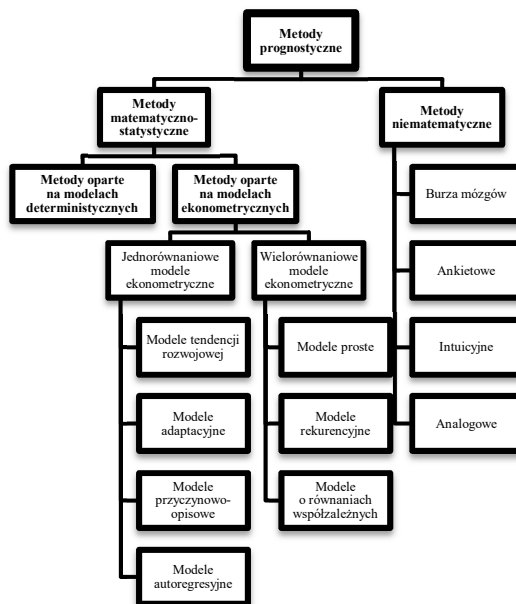 Metody
prognostyczne
Metody
matematyczno-
statystyczne
Metody
niematematyczne
Metody oparte
na modelach
deterministycznych
Metody oparte
na modelach
ekonometrycznych
Burza mózgów
Jednorównaniowe
modele
ekonometryczne
Wielorównaniowe
modele
ekonometryczne
Ankietowe
Modele tendencji
rozwojowej
Modele proste
Intuicyjne
Modele
adaptacyjne
Modele
rekurencyjne
Analogowe
Modele
przyczynowo-
opisowe
Modele
o równaniach
współzależnych
Modele
autoregresyjne